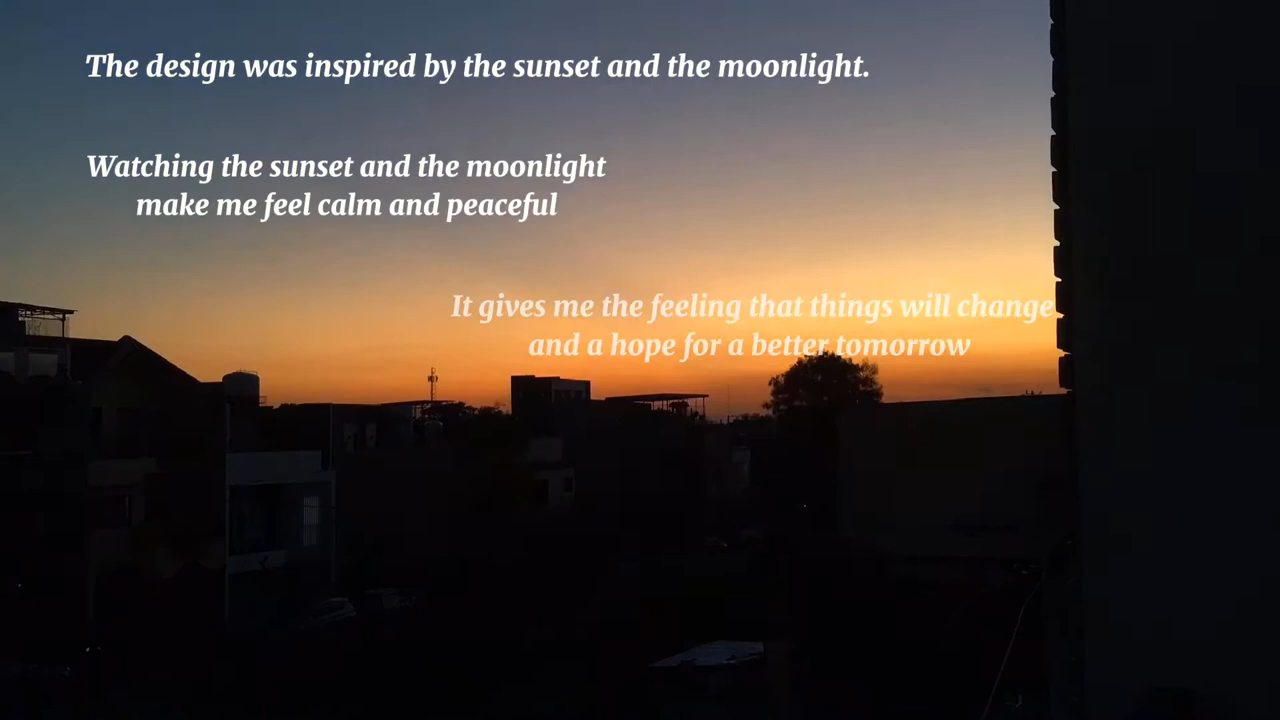 The design was inspired by the sunset and the moonlight.
Watching the sunset and the moonlight
make me feel calm and peaceful
It gives me the feeling that things will change
and a hope for a better tomorrow